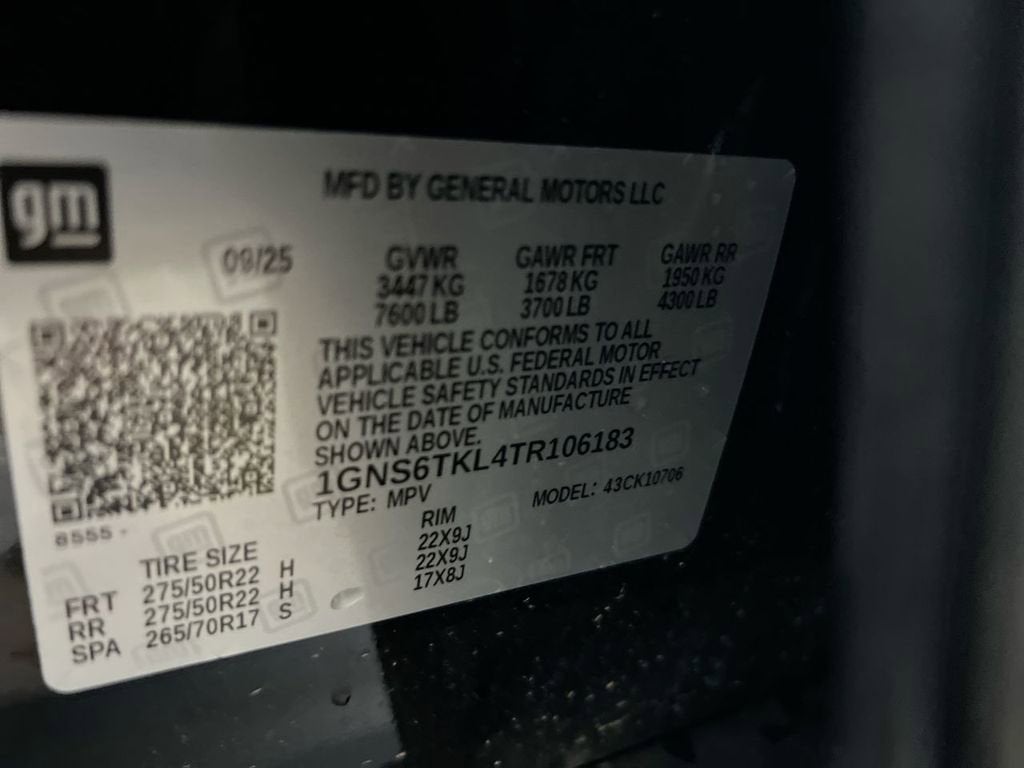 gm
MFD BY GENERAL MOTORS LLC
09/25 GVWR GAWR FRT GAWR RR
3447 KG 1678 KG 1950 KG
7600 LB 3700 LB 4300 LB
THIS VEHICLE CONFORMS TO ALL
APPLICABLE U.S. FEDERAL MOTOR
VEHICLE SAFETY STANDARDS IN EFFECT
ON THE DATE OF MANUFACTURE
SHOWN ABOVE.
1GNS6TKL4TR106183
TYPE: MPV MODEL: 43CK10706
8555 -
TIRE SIZE RIM
FRT 275/50R22 H 22X9J
RR 275/50R22 H 22X9J
SPA 265/70R17 S 17X8J